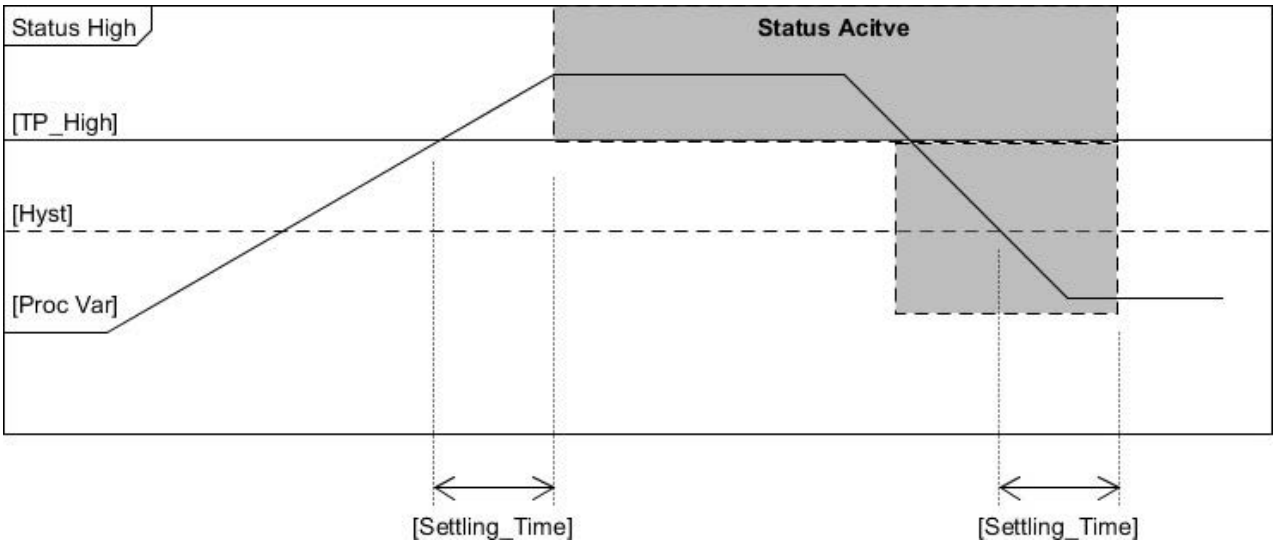 Status High
Status Acitve
[TP_High]
[Hyst]
[Proc Var]
[Settling_Time]
[Settling_Time]